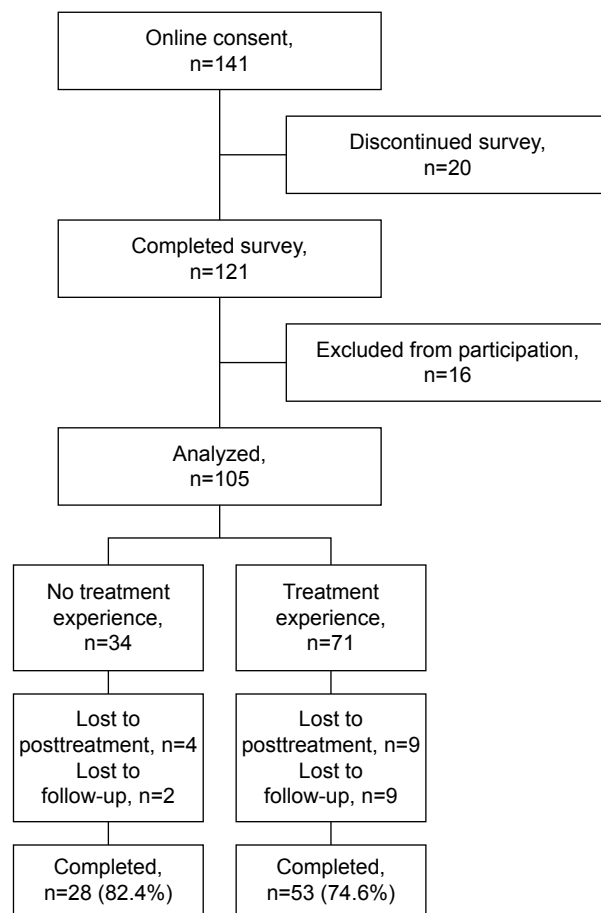 Online consent,
n=141
Discontinued survey,
n=20
Completed survey,
n=121
Excluded from participation,
n=16
Analyzed,
n=105
No treatment
experience,
n=34
Treatment
experience,
n=71
Lost to
posttreatment, n=4
Lost to
follow-up, n=2
Lost to
posttreatment, n=9
Lost to
follow-up, n=9
Completed,
n=28 (82.4%)
Completed,
n=53 (74.6%)